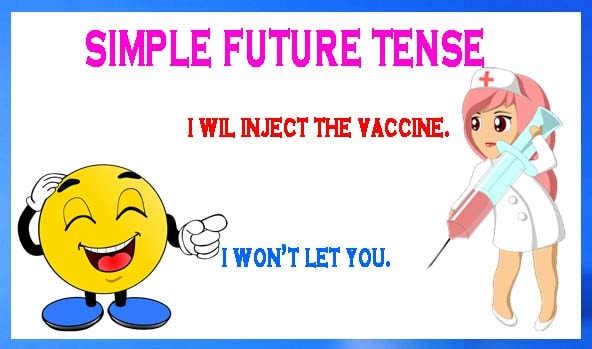 SIMPLE FUTURE TENSE
I WIL INJECT THE VACCINE.
I WON'T LET YOU.